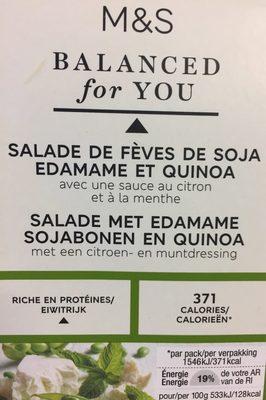 M&S
BALANCED
for YOU
SALADE DE FÈVES DE SOJA
EDAMAME ET QUINOA
avec une sauce au citron
et à la menthe
SALADE MET EDAMAME
SOJABONEN EN QUINOA
met een citroen- en muntdressing
RICHE EN PROTÉINES/
EIWITRIJK
371
CALORIES/
CALORIEËN*
*par pack/per verpakking
1546kJ/371kcal
Énergie
Energie
19%
de votre AR
van de RI
pour/per 100g 533kJ/128kcal